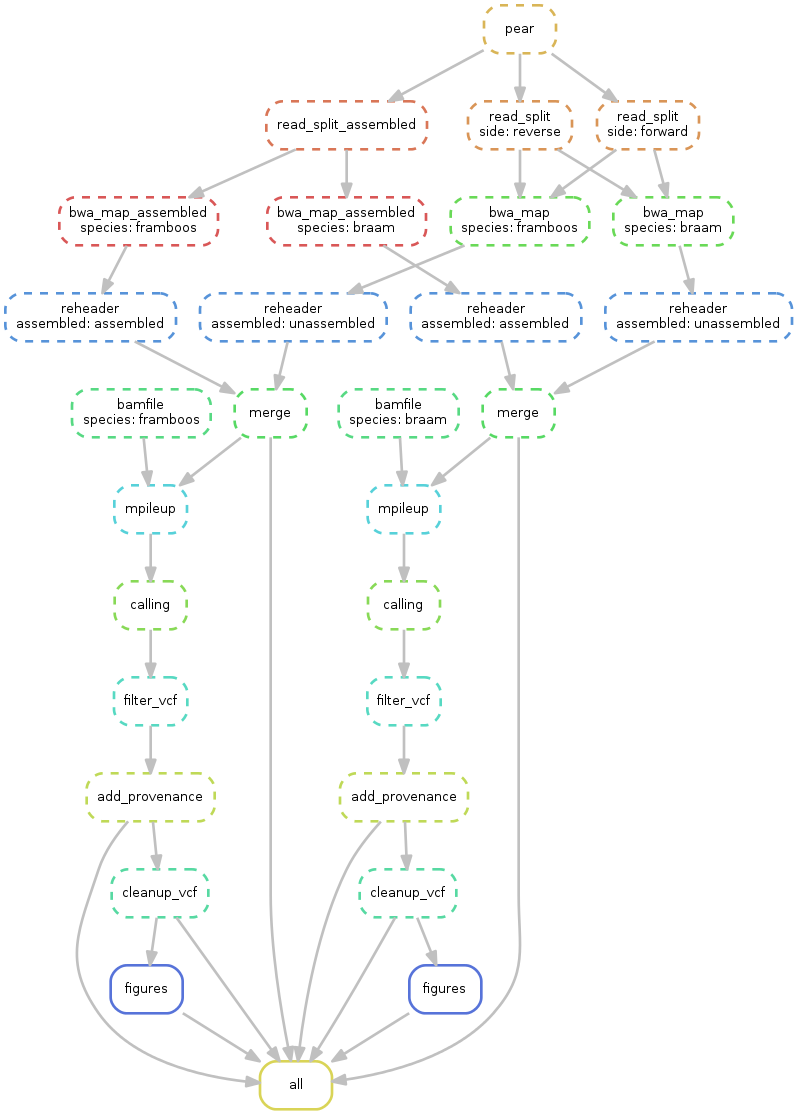 pear
read_split_assembled
read_split
side: reverse
read_split
side: forward
bwa_map_assembled
species: framboos
bwa_map_assembled
species: braam
bwa_map
species: framboos
bwa_map
species: braam
reheader
assembled: assembled
reheader
assembled: unassembled
reheader
assembled: assembled
reheader
assembled: unassembled
bamfile
species: framboos
merge
bamfile
species: braam
merge
mpileup
mpileup
calling
calling
filter_vcf
filter_vcf
add_provenance
add_provenance
cleanup_vcf
cleanup_vcf
figures
figures
all